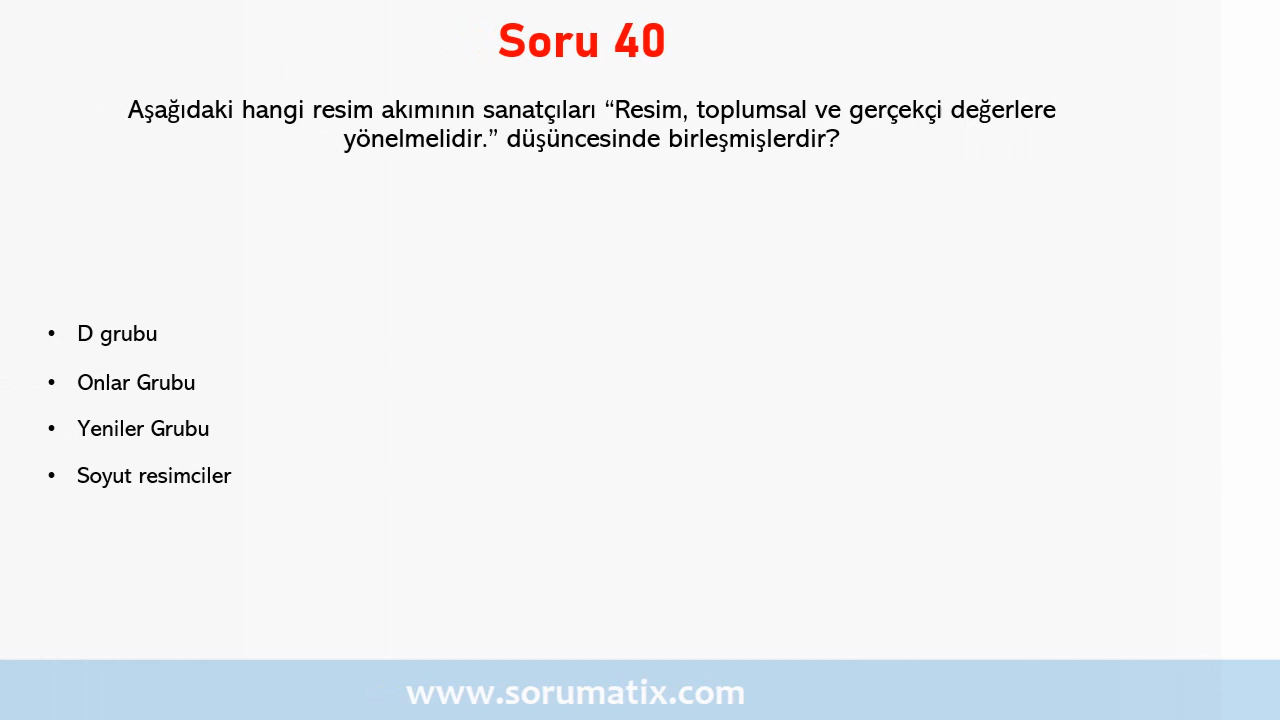 Soru 40
Aşağıdaki hangi resim akımının sanatçıları “Resim, toplumsal ve gerçekçi değerlere
yönelmelidir.” düşüncesinde birleşmişlerdir?
• D grubu
• Onlar Grubu
• Yeniler Grubu
• Soyut resimciler
www.sorumatix.com